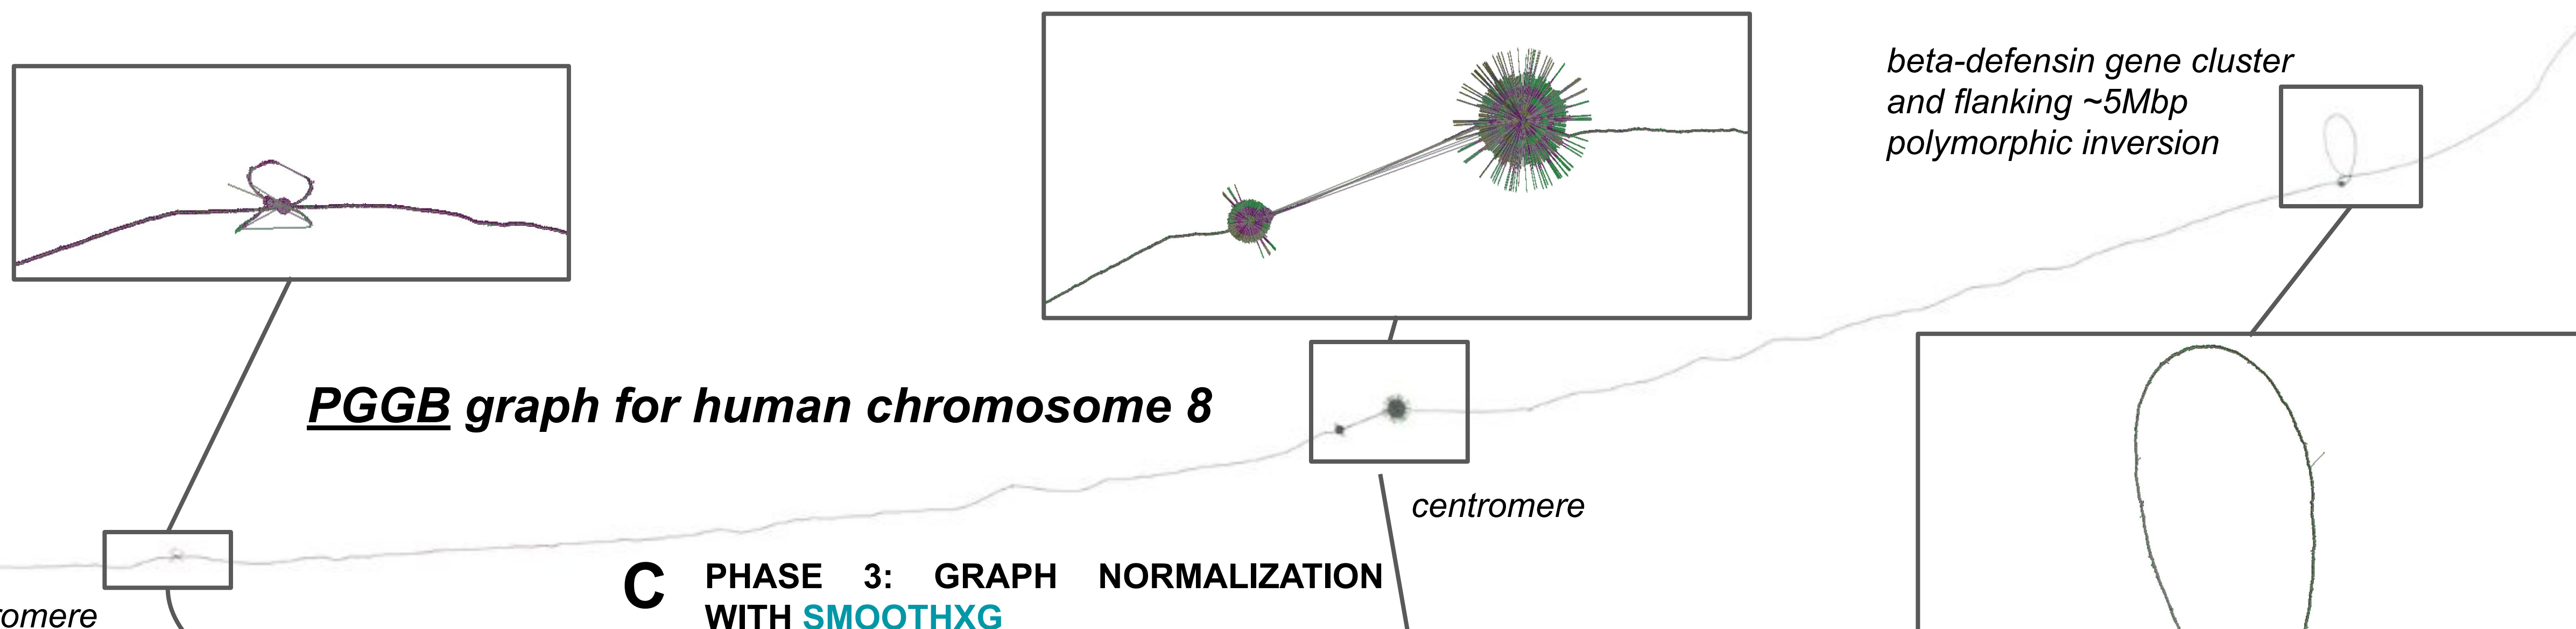 beta-defensin gene cluster
and flanking ~5Mbp
polymorphic inversion
PGGB graph for human chromosome 8
centromere
C PHASE 3: GRAPH NORMALIZATION
WITH SMOOTHXG